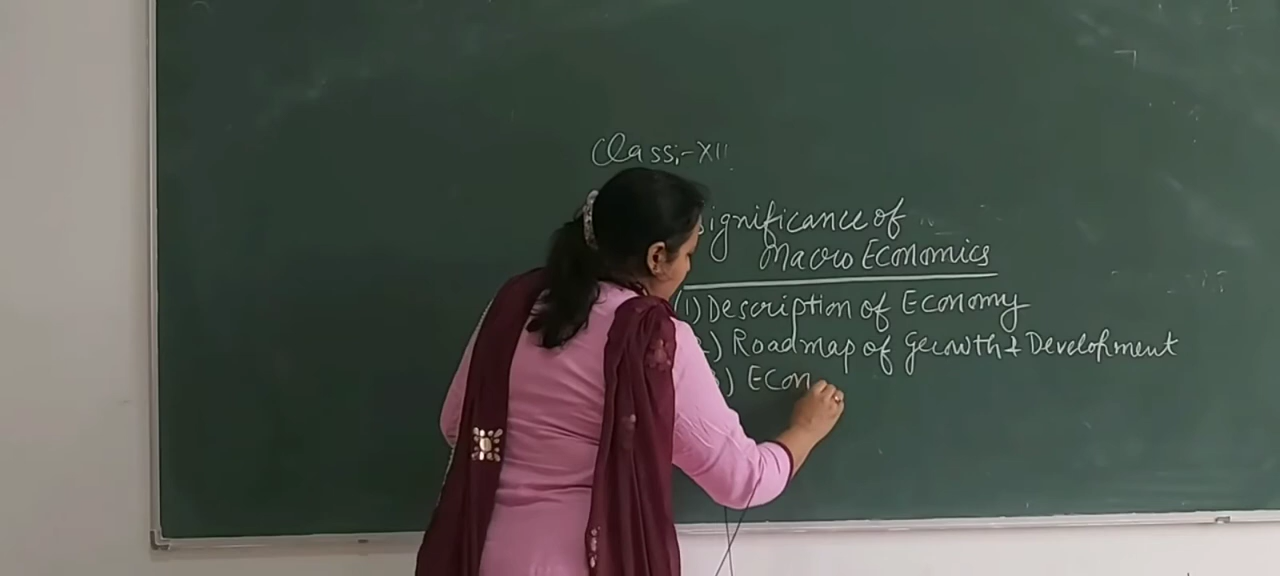 Class:- XII
Significance of
Macro Economics
(1) Description of Economy
2) Roadmap of Growth & Development
3) Econ